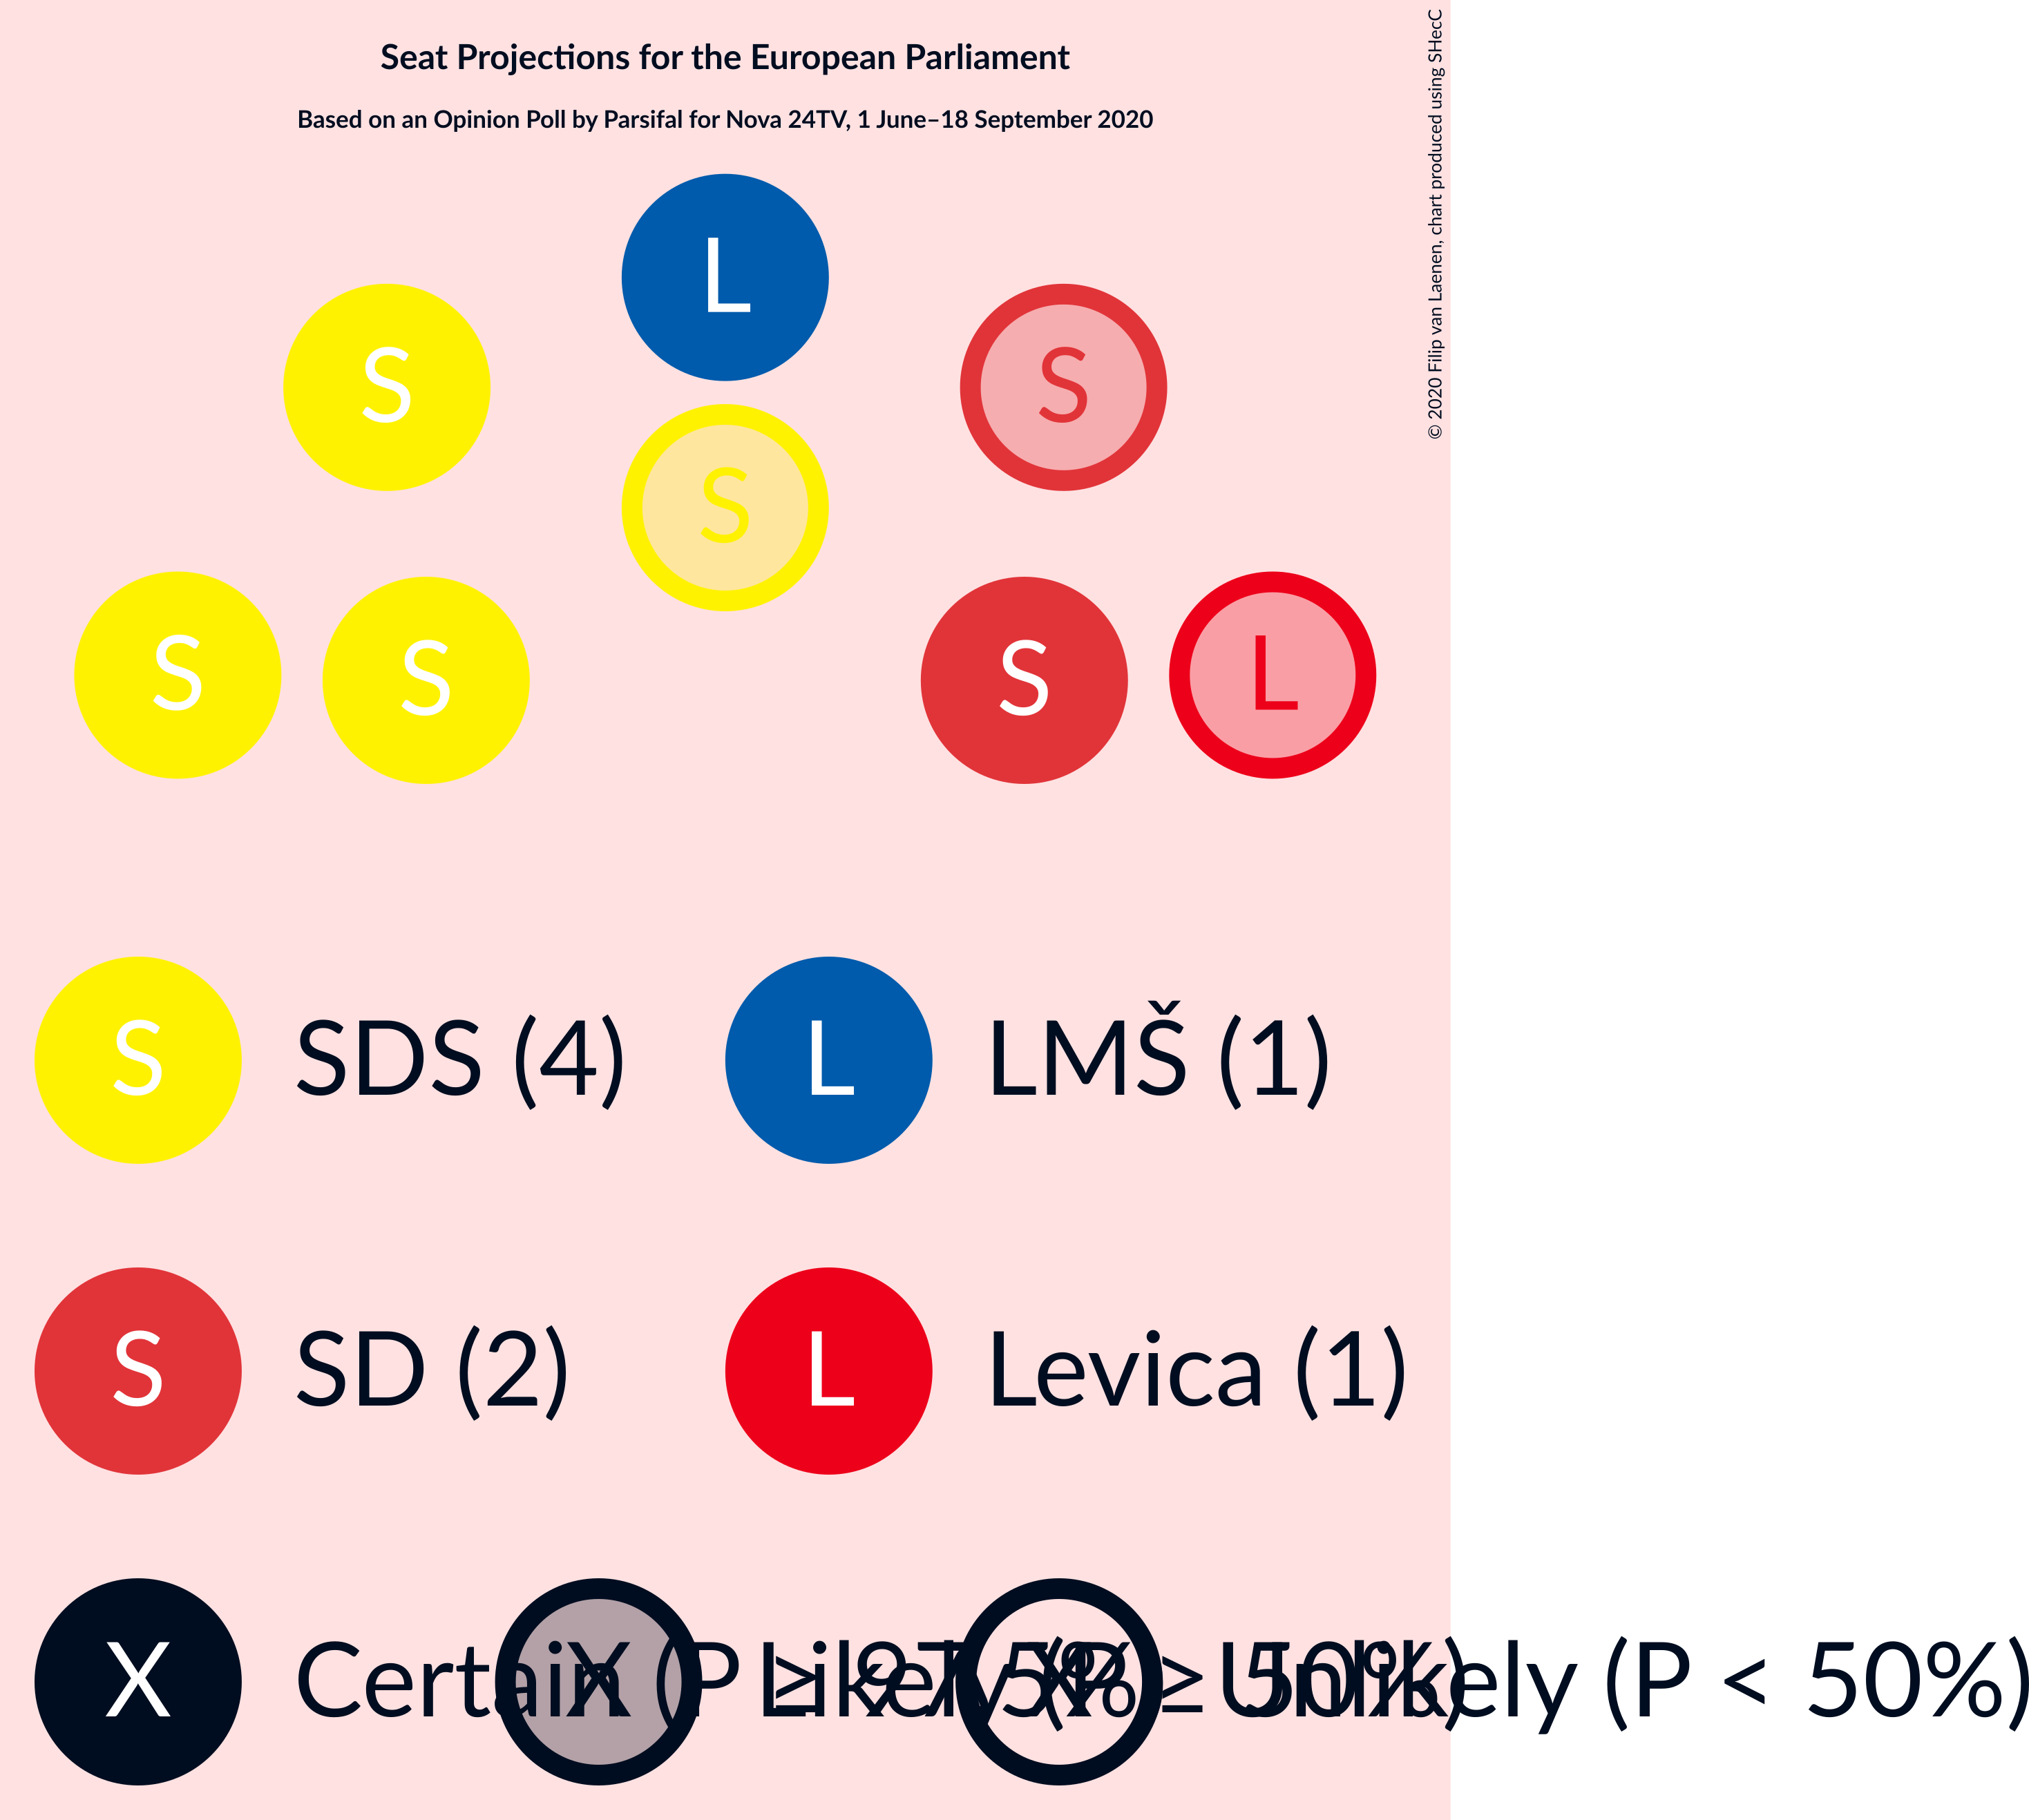 Seat Projections for the European Parliament
Based on an Opinion Poll by Parsifal for Nova 24TV, 1 June–18 September 2020
© 2020 Filip van Laenen, chart produced using SHecC
L
S
S
S
S
S
S
L
S SDS (4) L LMŠ (1)
S SD (2) L Levica (1)
X Certain (P ≥ 97.5%) X Likely (P ≥ 50%) X Unlikely (P < 50%)